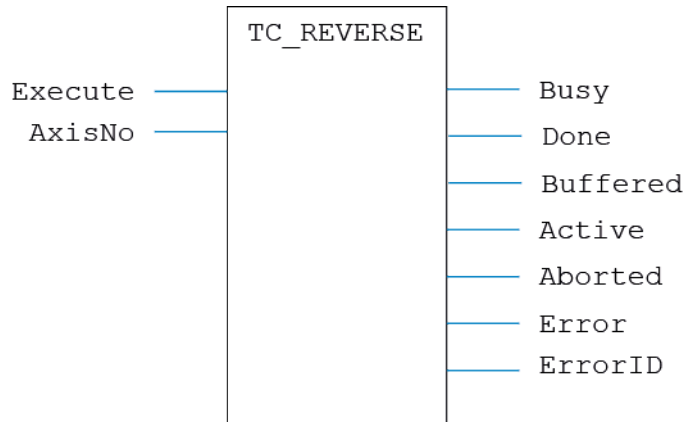 TC_REVERSE
Execute
AxisNo
Busy
Done
Buffered
Active
Aborted
Error
ErrorID